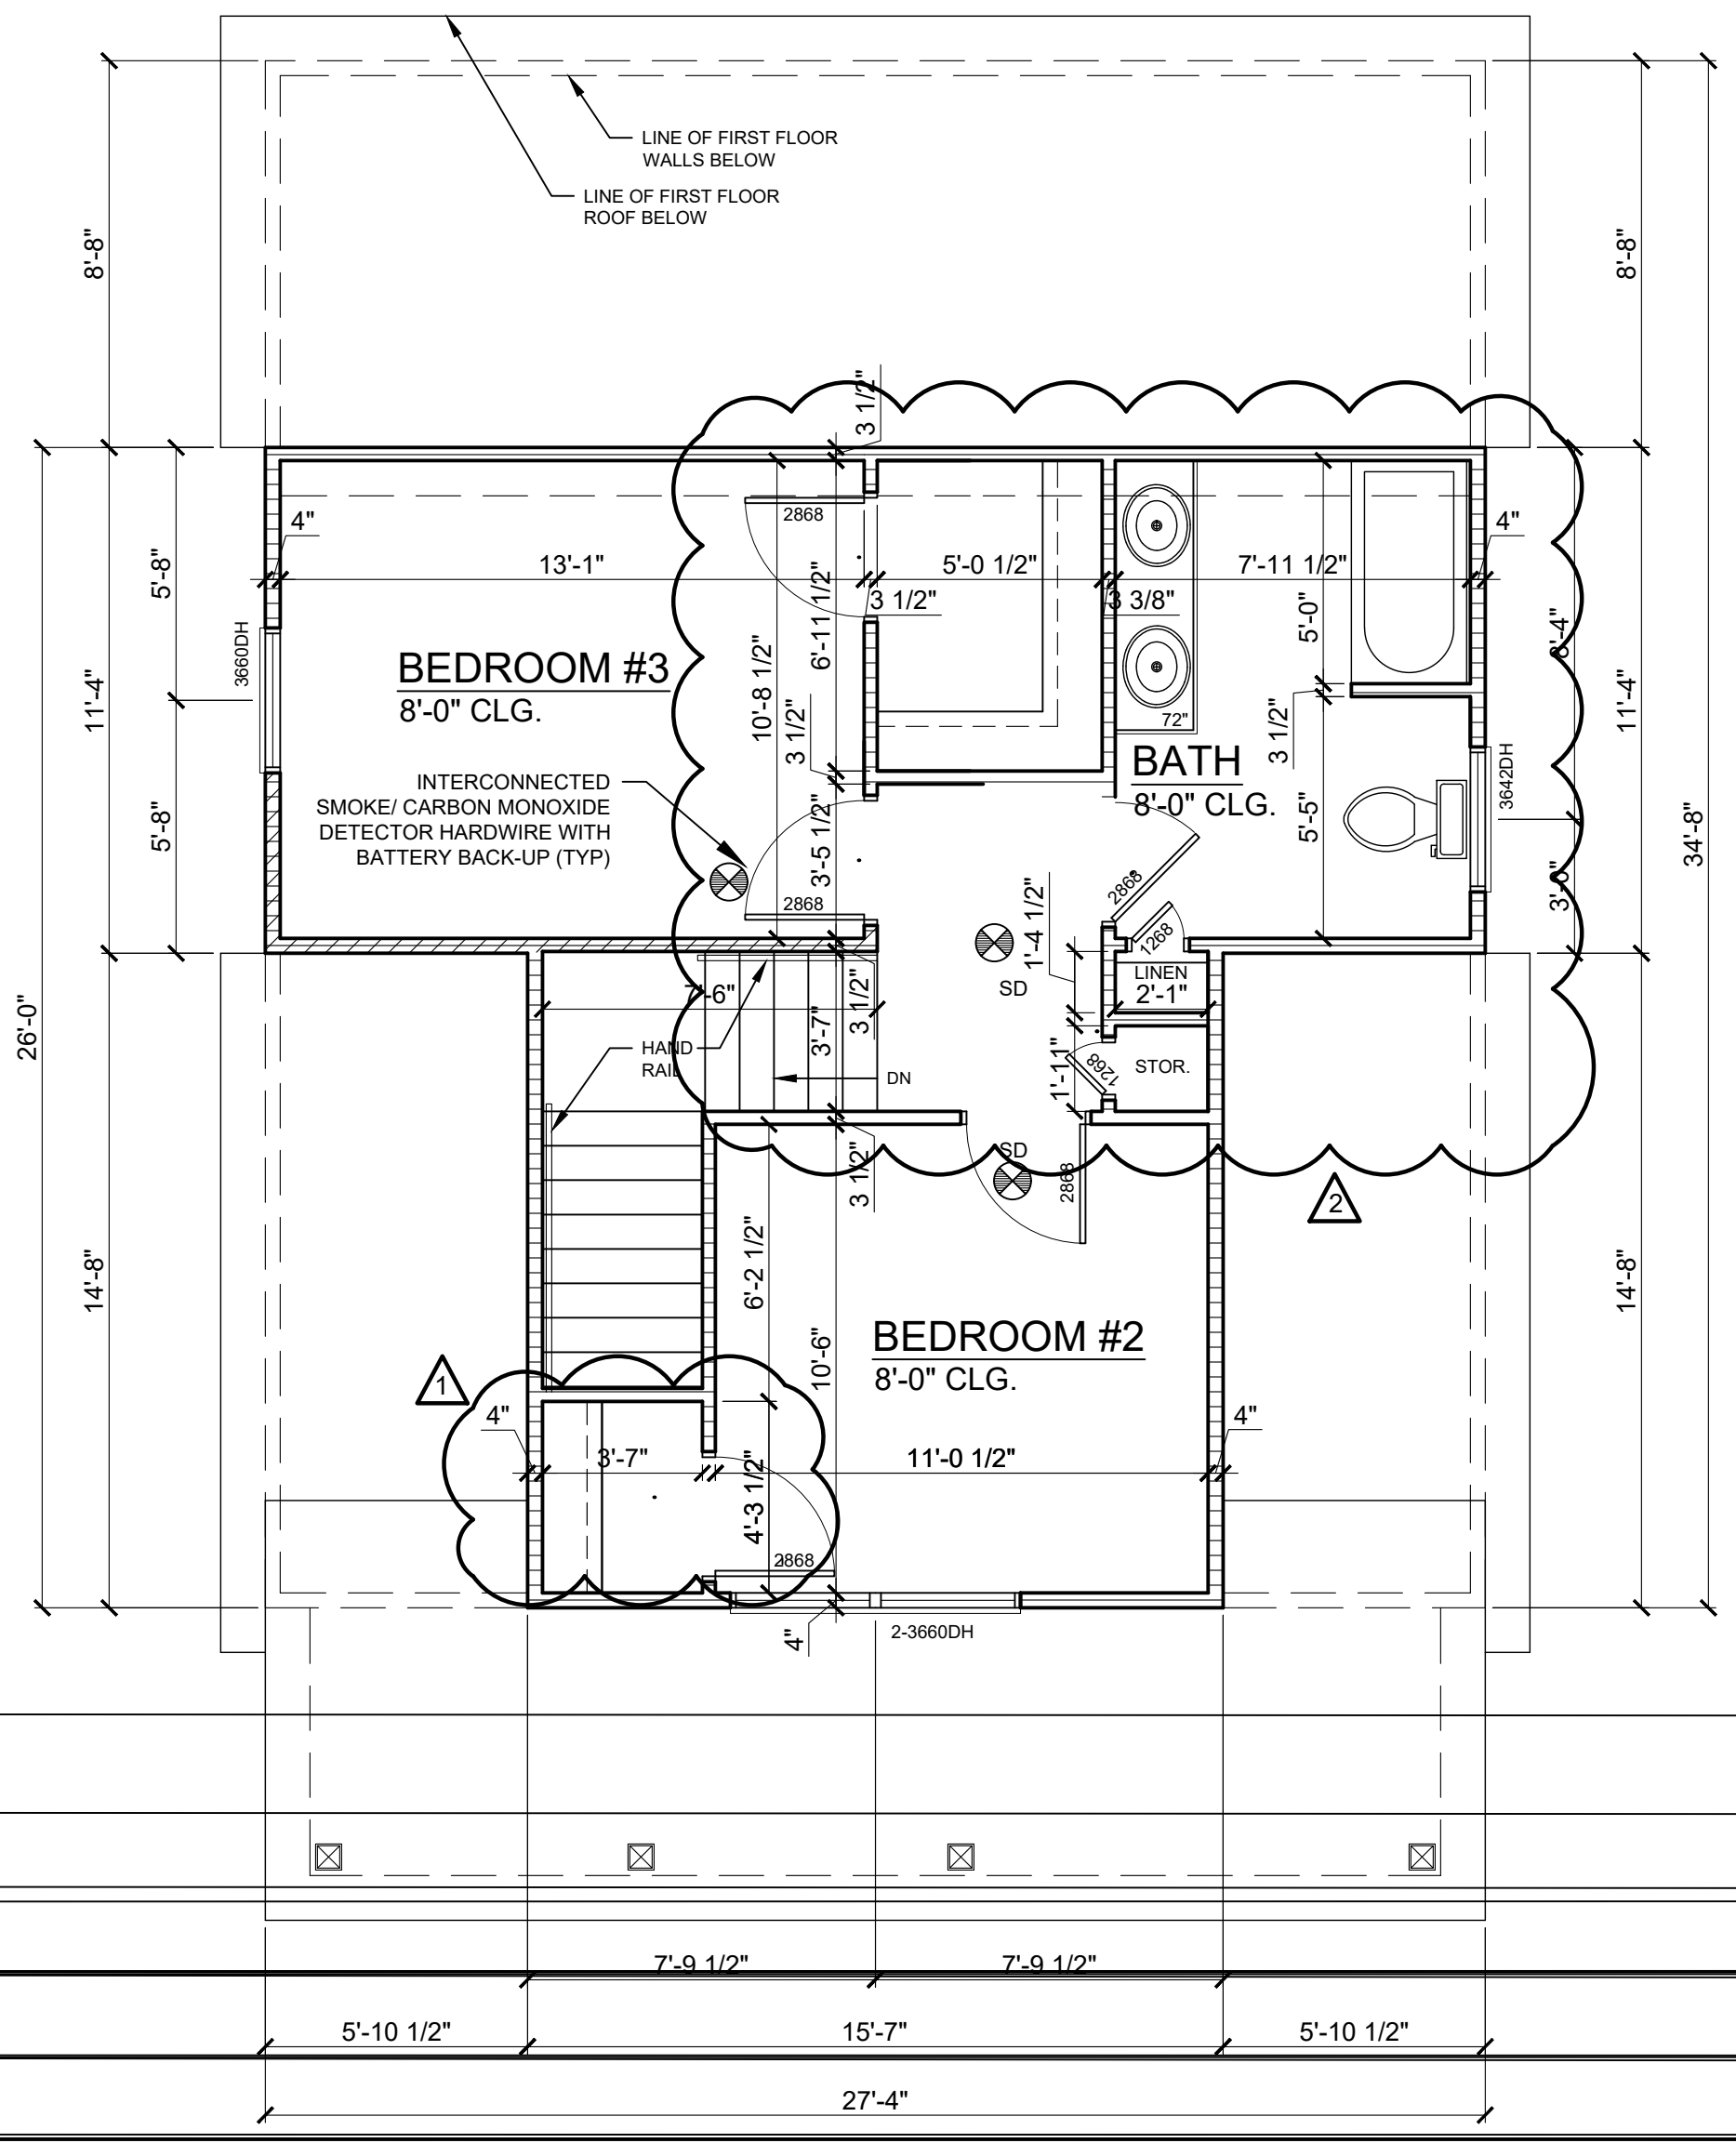 LINE OF FIRST FLOOR
WALLS BELOW
LINE OF FIRST FLOOR
ROOF BELOW
8'-8"
8'-8"
3 1/2"
4"
2868
4"
5'-8"
13'-1"
5'-0 1/2"
7'-11 1/2"
3 1/2"
3 3/8"
6'-11 1/2"
5'-0"
3660DH
BEDROOM #3
8'-0" CLG.
10'-8 1/2"
11'-4"
11'-4"
3 1/2"
72"
3 1/2"
BATH
8'-0" CLG.
3642DH
INTERCONNECTED
SMOKE/ CARBON MONOXIDE
DETECTOR HARDWIRE WITH
BATTERY BACK-UP (TYP)
5'-8"
3'-5 1/2"
5'-5"
34'-8"
2868
2868
1'-4 1/2"
1268
LINEN
2'-1"
SD
7'-6"
3 1/2"
3'-7"
26'-0"
HAND
RAIL
DN
1'-11"
1268
STOR.
SD
3 1/2"
2868
2
6'-2 1/2"
14'-8"
14'-8"
BEDROOM #2
8'-0" CLG.
10'-6"
1
4"
4"
3'-7"
11'-0 1/2"
4'-3 1/2"
2868
4"
2-3660DH
7'-9 1/2"
7'-9 1/2"
5'-10 1/2"
15'-7"
5'-10 1/2"
27'-4"